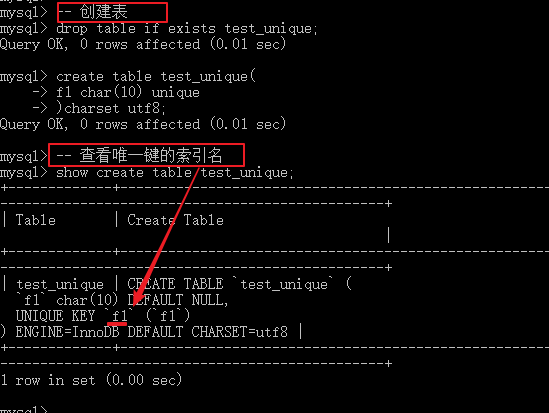 mysql> -- 创建表
mysql> drop table if exists test_unique;
Query OK, 0 rows affected (0.01 sec)
mysql> create table test_unique(
    -> f1 char(10) unique
    -> )charset utf8;
Query OK, 0 rows affected (0.01 sec)
mysql> -- 查看唯一键的索引名
mysql> show create table test_unique;
| Table | Create Table
|
| test_unique | CREATE TABLE `test_unique` (
  `f1` char(10) DEFAULT NULL,
  UNIQUE KEY `f1` (`f1`)
) ENGINE=InnoDB DEFAULT CHARSET=utf8 |
1 row in set (0.00 sec)
mysql>